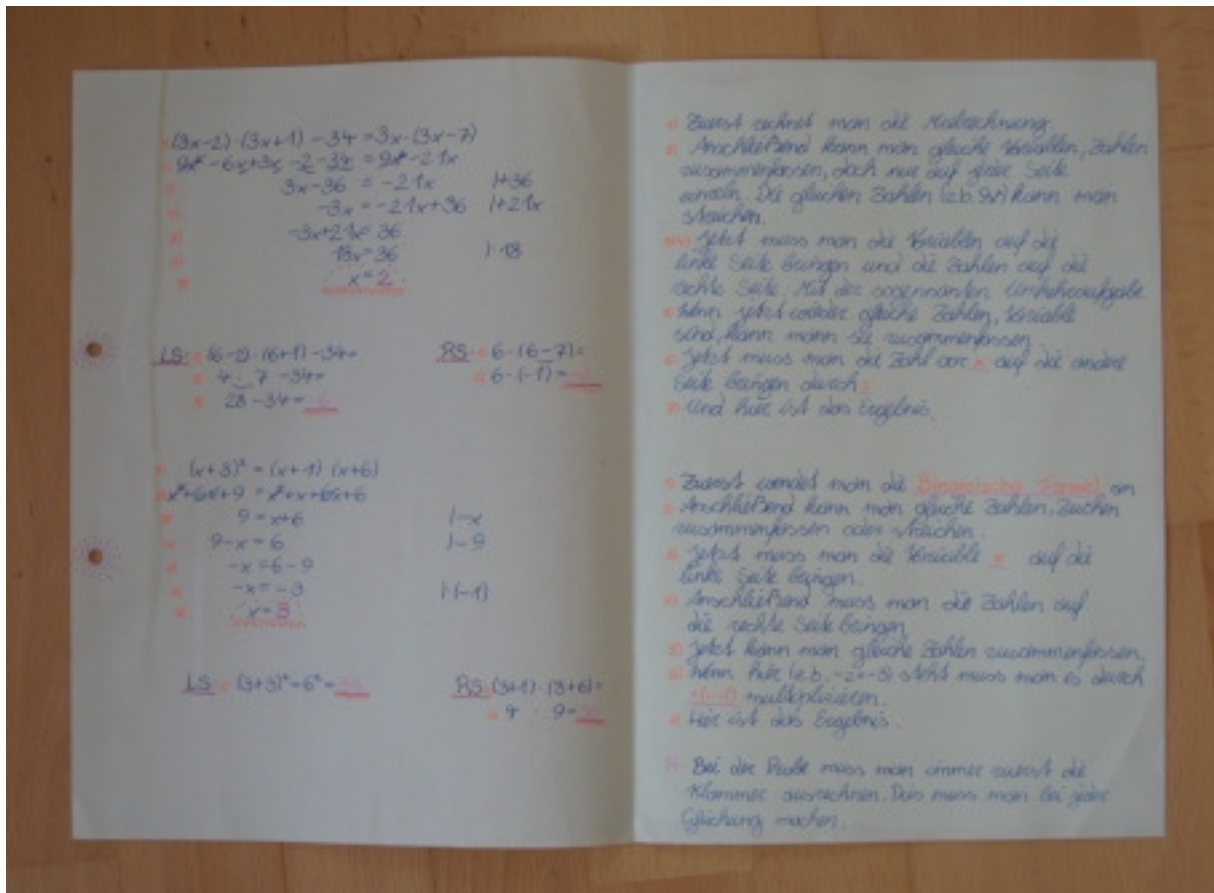 (3x-2)·(3x+1) -34 = 3x·(3x-7)
9x²-6x+3x-2-34 = 9x²-21x
3x-36 = -21x |+36
-3x = -21x+36 |+21x
-3x+21x = 36
18x = 36 |:18
x = 2
LS: (6-2)·(6+1)-34=
4·7-34=
28-34=-6
RS: 6·(6-7)=
6·(-1)=-6
(x+3)² = (x+1)(x+6)
x²+6x+9 = x²+x+6x+6
9 = x+6 |-x
9-x = 6 |-9
-x = 6-9
-x = -3 |·(-1)
x = 3
LS: (3+3)² = 6² = 36
RS: (3+1)·(3+6)=
4 · 9 = 36
Zuerst rechnet man die Malrechnung.
Anschließend kann man gleiche Variablen, Zahlen
zusammenfassen, doch nur auf jeder Seite
einzeln. Die gleichen Zahlen (z.b. 9x²) kann man
streichen.
Jetzt muss man die Variablen auf die
linke Seite bringen und die Zahlen auf die
rechte Seite. Mit der sogenannten Umkehraufgabe.
Wenn jetzt wieder gleiche Zahlen, Variable
sind, kann mann sie zusammenfassen
Jetzt muss man die Zahl vor x auf die andere
Seite bringen durch :
Und hier ist das Ergebnis.
Zuerst wendet man die Binomische Formel an
Anschließend kann man gleiche Zahlen, Zeichen
zusammenfassen oder streichen.
Jetzt muss man die Variable x auf die
linke Seite bringen.
Anschließend muss man die Zahlen auf
die rechte Seite bringen
Jetzt kann man gleiche Zahlen zusammenfassen.
Wenn hier (z.b. -x=-3) steht muss man es durch
·(-1) multiplizieren.
Hier ist das Ergebnis.
Bei der Probe muss man immer zuerst die
Klammer ausrechnen. Dies muss man bei jeder
Gleichung machen.